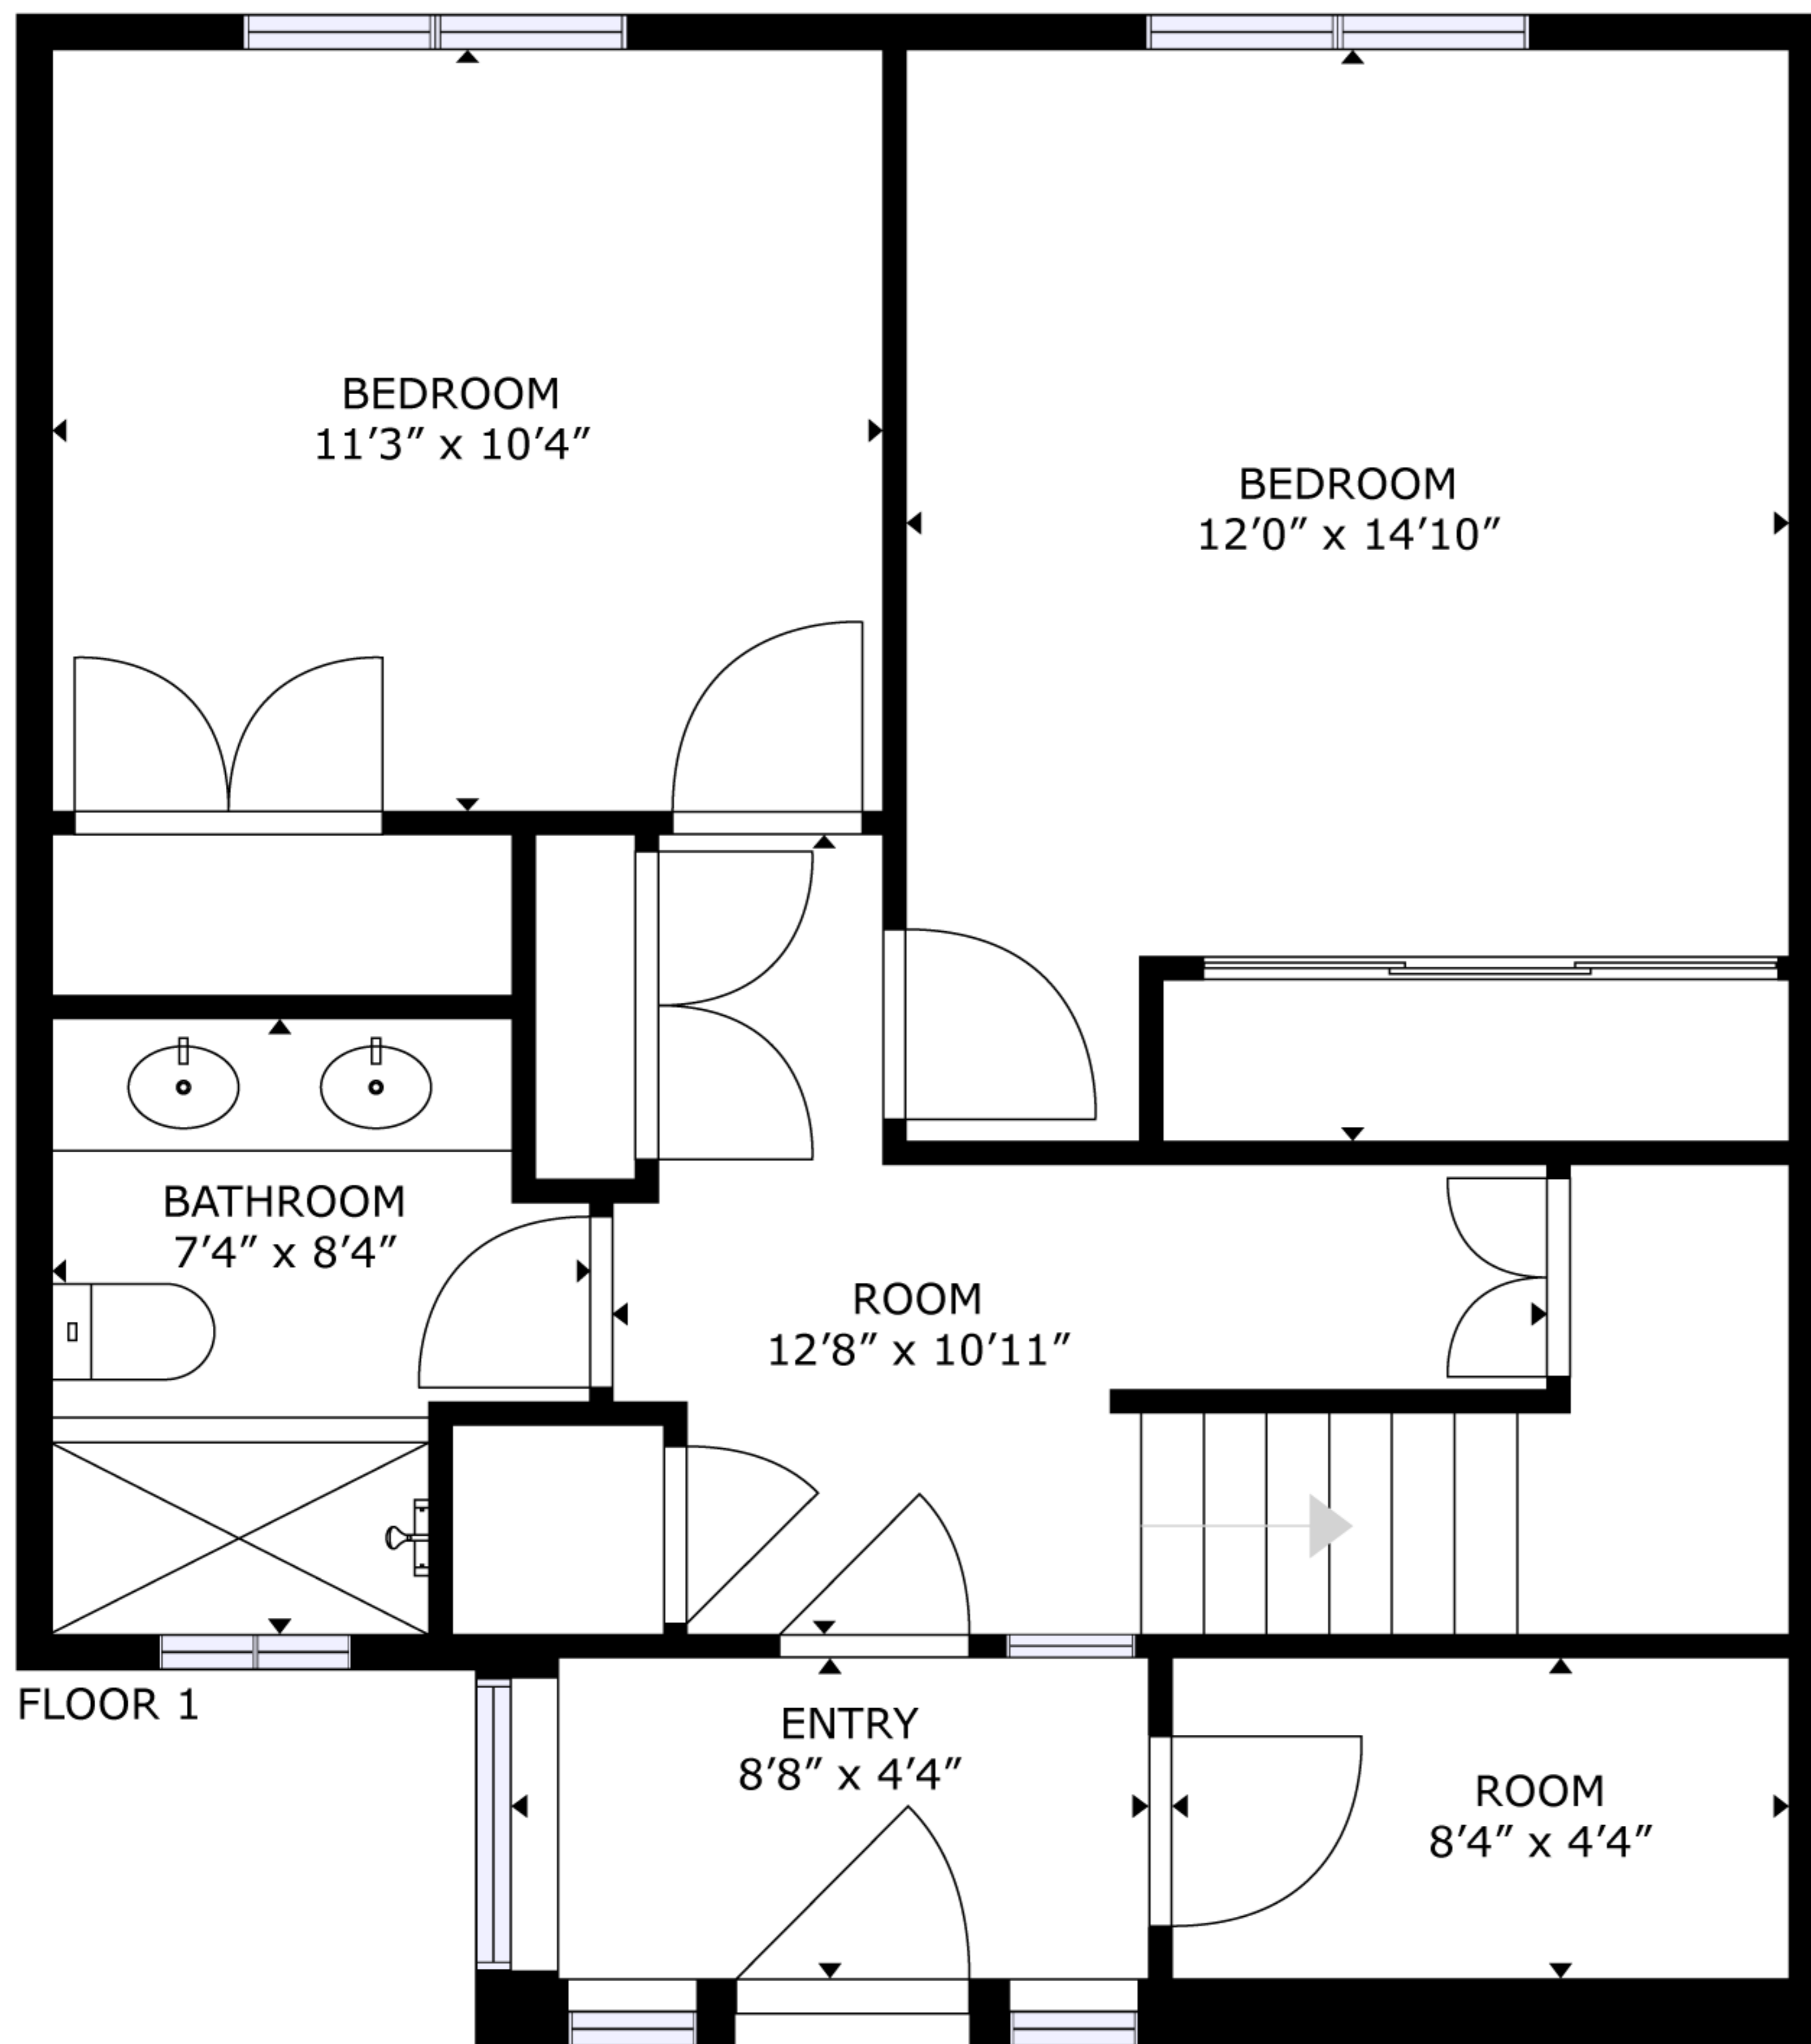 BEDROOM
11′3″ x 10′4″
BEDROOM
12′0″ x 14′10″
BATHROOM
7′4″ x 8′4″
ROOM
12′8″ x 10′11″
FLOOR 1
ENTRY
8′8″ x 4′4″
ROOM
8′4″ x 4′4″